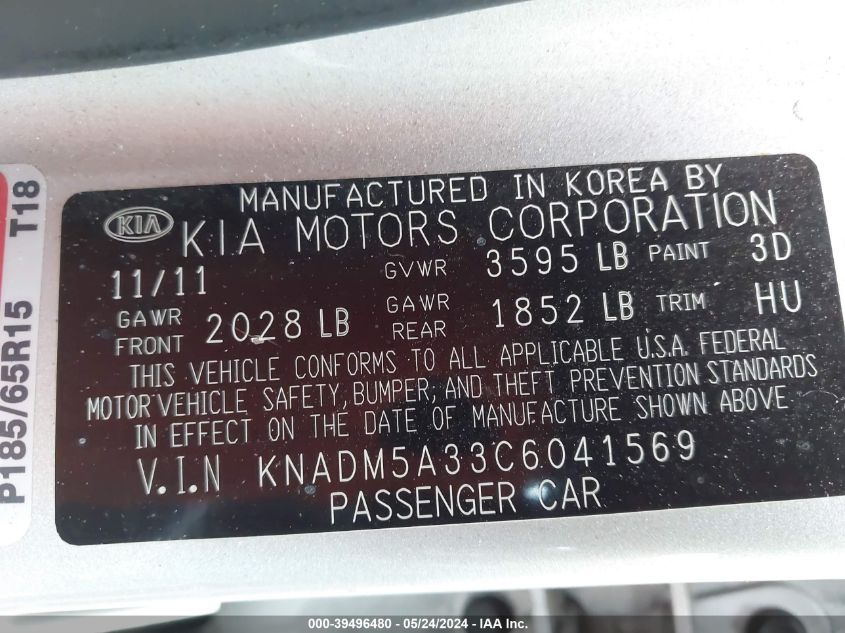 MANUFACTURED IN KOREA BY
KIA KIA MOTORS CORPORATION
11/11 GVWR 3595 LB PAINT 3D
GAWR FRONT 2028 LB GAWR REAR 1852 LB TRIM HU
THIS VEHICLE CONFORMS TO ALL APPLICABLE U.S.A. FEDERAL
MOTOR VEHICLE SAFETY, BUMPER, AND THEFT PREVENTION STANDARDS
IN EFFECT ON THE DATE OF MANUFACTURE SHOWN ABOVE
V.I.N KNADM5A33C6041569
PASSENGER CAR
P185/65R15 T18
000-39496480 - 05/24/2024 - IAA Inc.